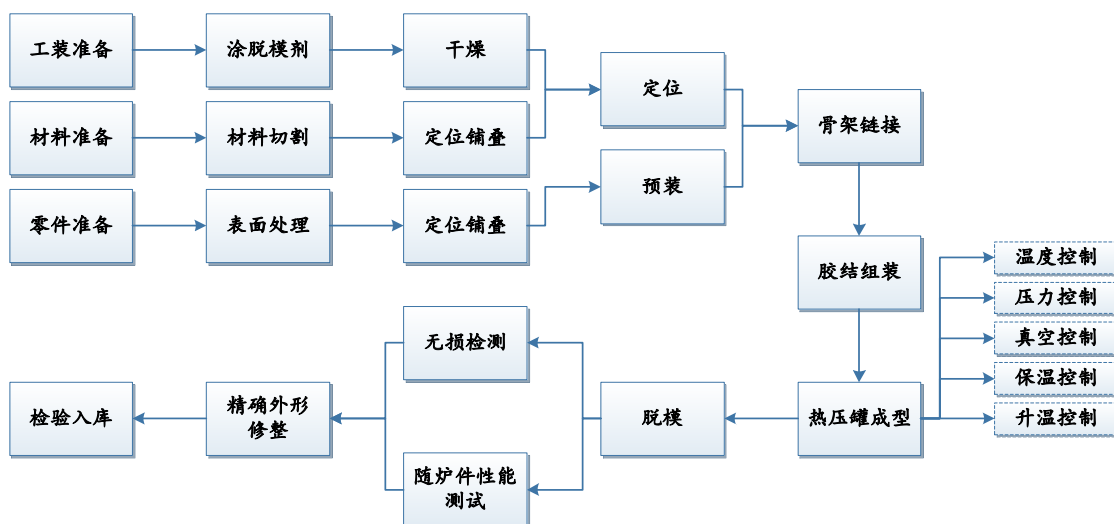 工装准备
涂脱模剂
干燥
定位
材料准备
材料切割
定位铺叠
骨架链接
预装
零件准备
表面处理
定位铺叠
胶结组装
温度控制
压力控制
真空控制
保温控制
升温控制
无损检测
检验入库
精确外形
修整
脱模
热压罐成型
随炉件性能
测试